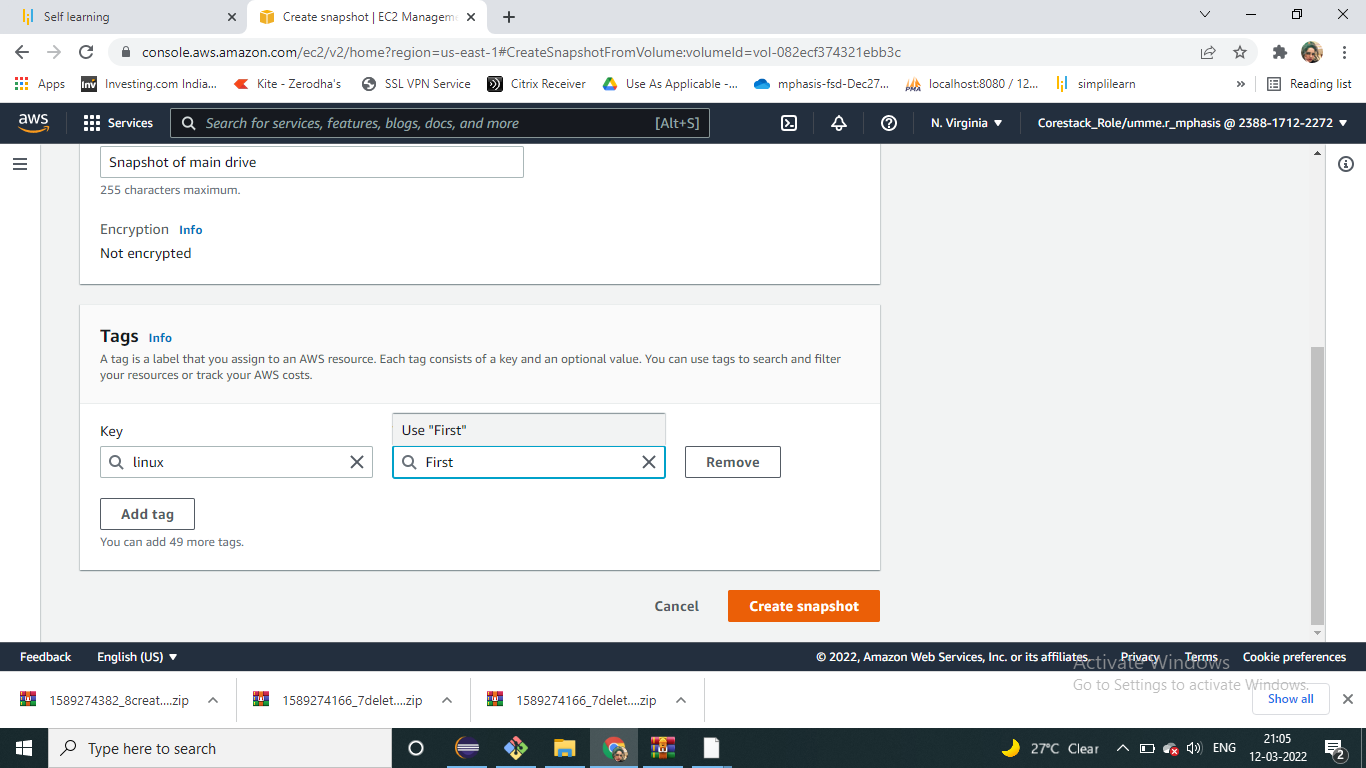 Self learning
Create snapshot | EC2 Managem
console.aws.amazon.com/ec2/v2/home?region=us-east-1#CreateSnapshotFromVolume:volumeId=vol-082ecf374321ebb3c
Apps
Inv
Investing.com India...
Kite - Zerodha's
SSL VPN Service
Citrix Receiver
Use As Applicable -...
mphasis-fsd-Dec27...
localhost:8080 / 12...
simplilearn
»
Reading list
aws
Services
Search for services, features, blogs, docs, and more
[Alt+S]
N. Virginia
Corestack_Role/umme.r_mphasis @ 2388-1712-2272
Snapshot of main drive
255 characters maximum.
Encryption Info
Not encrypted
Tags Info
A tag is a label that you assign to an AWS resource. Each tag consists of a key and an optional value. You can use tags to search and filter
your resources or track your AWS costs.
Key
Use "First"
linux
First
Remove
Add tag
You can add 49 more tags.
Cancel
Create snapshot
Feedback
English (US)
© 2022, Amazon Web Services, Inc. or its affiliates.
Privacy
Terms
Cookie preferences
Activate Windows
Go to Settings to activate Windows.
1589274382_8creat....zip
1589274166_7delet....zip
1589274166_7delet....zip
Show all
Type here to search
27°C Clear
ENG
21:05
12-03-2022
2